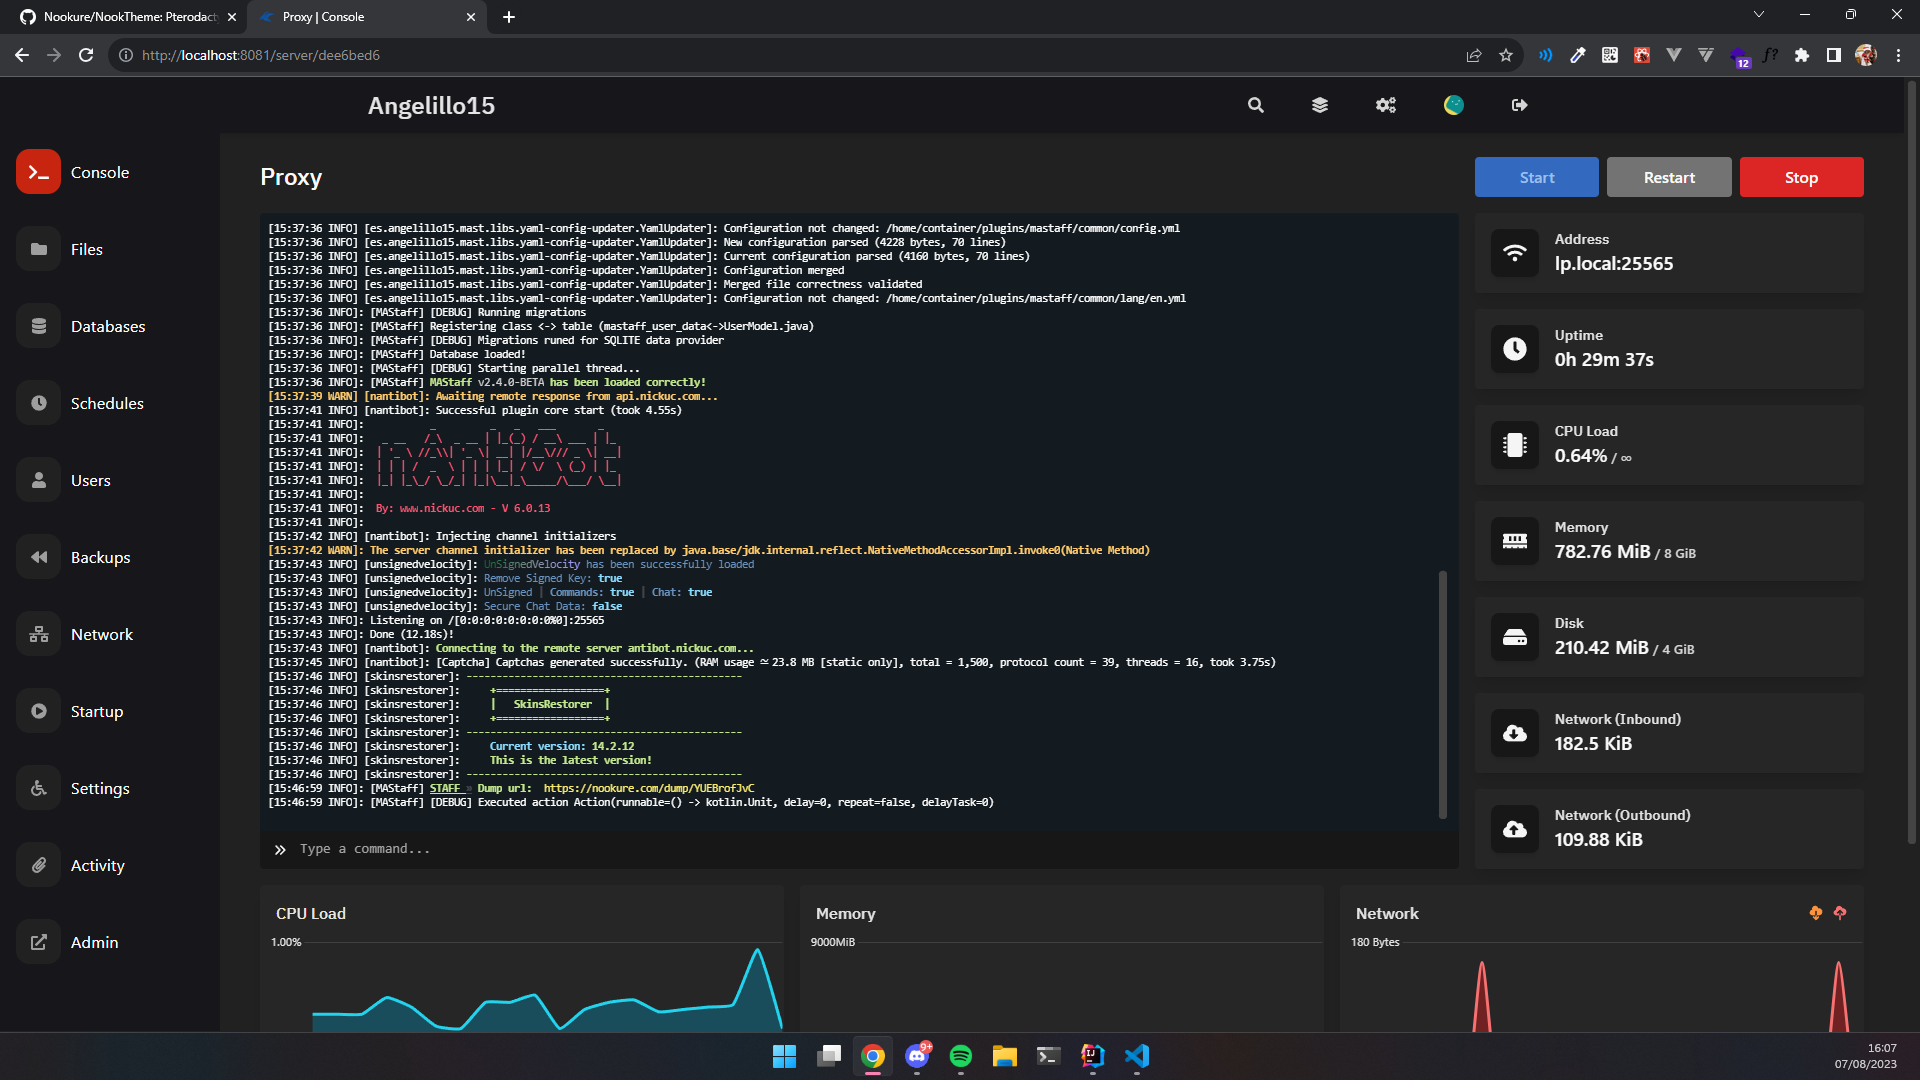 Nookure/NookTheme: Pterodact
Proxy | Console
http://localhost:8081/server/dee6bed6
12
Angelillo15
Console
Files
Databases
Schedules
Users
Backups
Network
Startup
Settings
Activity
Admin
Proxy
Start
Restart
Stop
[15:37:36 INFO] [es.angelillo15.mast.libs.yaml-config-updater.YamlUpdater]: Configuration not changed: /home/container/plugins/mastaff/common/config.yml
[15:37:36 INFO] [es.angelillo15.mast.libs.yaml-config-updater.YamlUpdater]: New configuration parsed (4228 bytes, 70 lines)
[15:37:36 INFO] [es.angelillo15.mast.libs.yaml-config-updater.YamlUpdater]: Current configuration parsed (4160 bytes, 70 lines)
[15:37:36 INFO] [es.angelillo15.mast.libs.yaml-config-updater.YamlUpdater]: Configuration merged
[15:37:36 INFO] [es.angelillo15.mast.libs.yaml-config-updater.YamlUpdater]: Merged file correctness validated
[15:37:36 INFO] [es.angelillo15.mast.libs.yaml-config-updater.YamlUpdater]: Configuration not changed: /home/container/plugins/mastaff/common/lang/en.yml
[15:37:36 INFO]: [MAStaff] [DEBUG] Running migrations
[15:37:36 INFO]: [MAStaff] Registering class <-> table (mastaff_user_data<->UserModel.java)
[15:37:36 INFO]: [MAStaff] [DEBUG] Migrations runed for SQLITE data provider
[15:37:36 INFO]: [MAStaff] Database loaded!
[15:37:36 INFO]: [MAStaff] [DEBUG] Starting parallel thread...
[15:37:36 INFO]: [MAStaff] MAStaff v2.4.0-BETA has been loaded correctly!
[15:37:39 WARN] [nantibot]: Awaiting remote response from api.nickuc.com...
[15:37:41 INFO] [nantibot]: Successful plugin core start (took 4.55s)
[15:37:41 INFO]:
[15:37:41 INFO]:
[15:37:41 INFO]:
[15:37:41 INFO]:
[15:37:41 INFO]:
[15:37:41 INFO]:
[15:37:41 INFO]: By: www.nickuc.com - V 6.0.13
[15:37:41 INFO]:
[15:37:42 INFO] [nantibot]: Injecting channel initializers
[15:37:42 WARN]: The server channel initializer has been replaced by java.base/jdk.internal.reflect.NativeMethodAccessorImpl.invoke0(Native Method)
[15:37:43 INFO] [unsignedvelocity]: UnSignedVelocity has been successfully loaded
[15:37:43 INFO] [unsignedvelocity]: Remove Signed Key: true
[15:37:43 INFO] [unsignedvelocity]: UnSigned | Commands: true | Chat: true
[15:37:43 INFO] [unsignedvelocity]: Secure Chat Data: false
[15:37:43 INFO]: Listening on /[0:0:0:0:0:0:0:0%0]:25565
[15:37:43 INFO]: Done (12.18s)!
[15:37:43 INFO] [nantibot]: Connecting to the remote server antibot.nickuc.com...
[15:37:45 INFO] [nantibot]: [Captcha] Captchas generated successfully. (RAM usage ≃ 23.8 MB [static only], total = 1,500, protocol count = 39, threads = 16, took 3.75s)
[15:37:46 INFO] [skinsrestorer]: ----------------------------------------------
[15:37:46 INFO] [skinsrestorer]: +==================+
[15:37:46 INFO] [skinsrestorer]: | SkinsRestorer |
[15:37:46 INFO] [skinsrestorer]: +==================+
[15:37:46 INFO] [skinsrestorer]: ----------------------------------------------
[15:37:46 INFO] [skinsrestorer]: Current version: 14.2.12
[15:37:46 INFO] [skinsrestorer]: This is the latest version!
[15:37:46 INFO] [skinsrestorer]: ----------------------------------------------
[15:46:59 INFO]: [MAStaff] STAFF » Dump url: https://nookure.com/dump/YUEBrofJvC
[15:46:59 INFO]: [MAStaff] [DEBUG] Executed action Action(runnable=() -> kotlin.Unit, delay=0, repeat=false, delayTask=0)
» Type a command...
Address
lp.local:25565
Uptime
0h 29m 37s
CPU Load
0.64% / ∞
Memory
782.76 MiB / 8 GiB
Disk
210.42 MiB / 4 GiB
Network (Inbound)
182.5 KiB
Network (Outbound)
109.88 KiB
CPU Load
1.00%
Memory
9000MiB
Network
180 Bytes
9+
16:07
07/08/2023